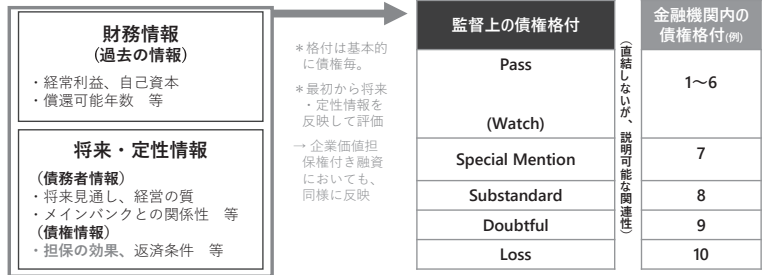 財務情報
(過去の情報)
・経常利益、自己資本
・償還可能年数　等
将来・定性情報
（債務者情報）
・将来見通し、経営の質
・メインバンクとの関係性　等
（債権情報）
・担保の効果、返済条件　等
＊格付は基本的
に債権毎。
＊最初から将来
・定性情報を
反映して評価
→ 企業価値担
保権付き融資
においても、
同様に反映
監督上の債権格付
Pass
(Watch)
Special Mention
Substandard
Doubtful
Loss
（直結しないが、説明可能な関連性）
金融機関内の
債権格付(例)
1～6
7
8
9
10